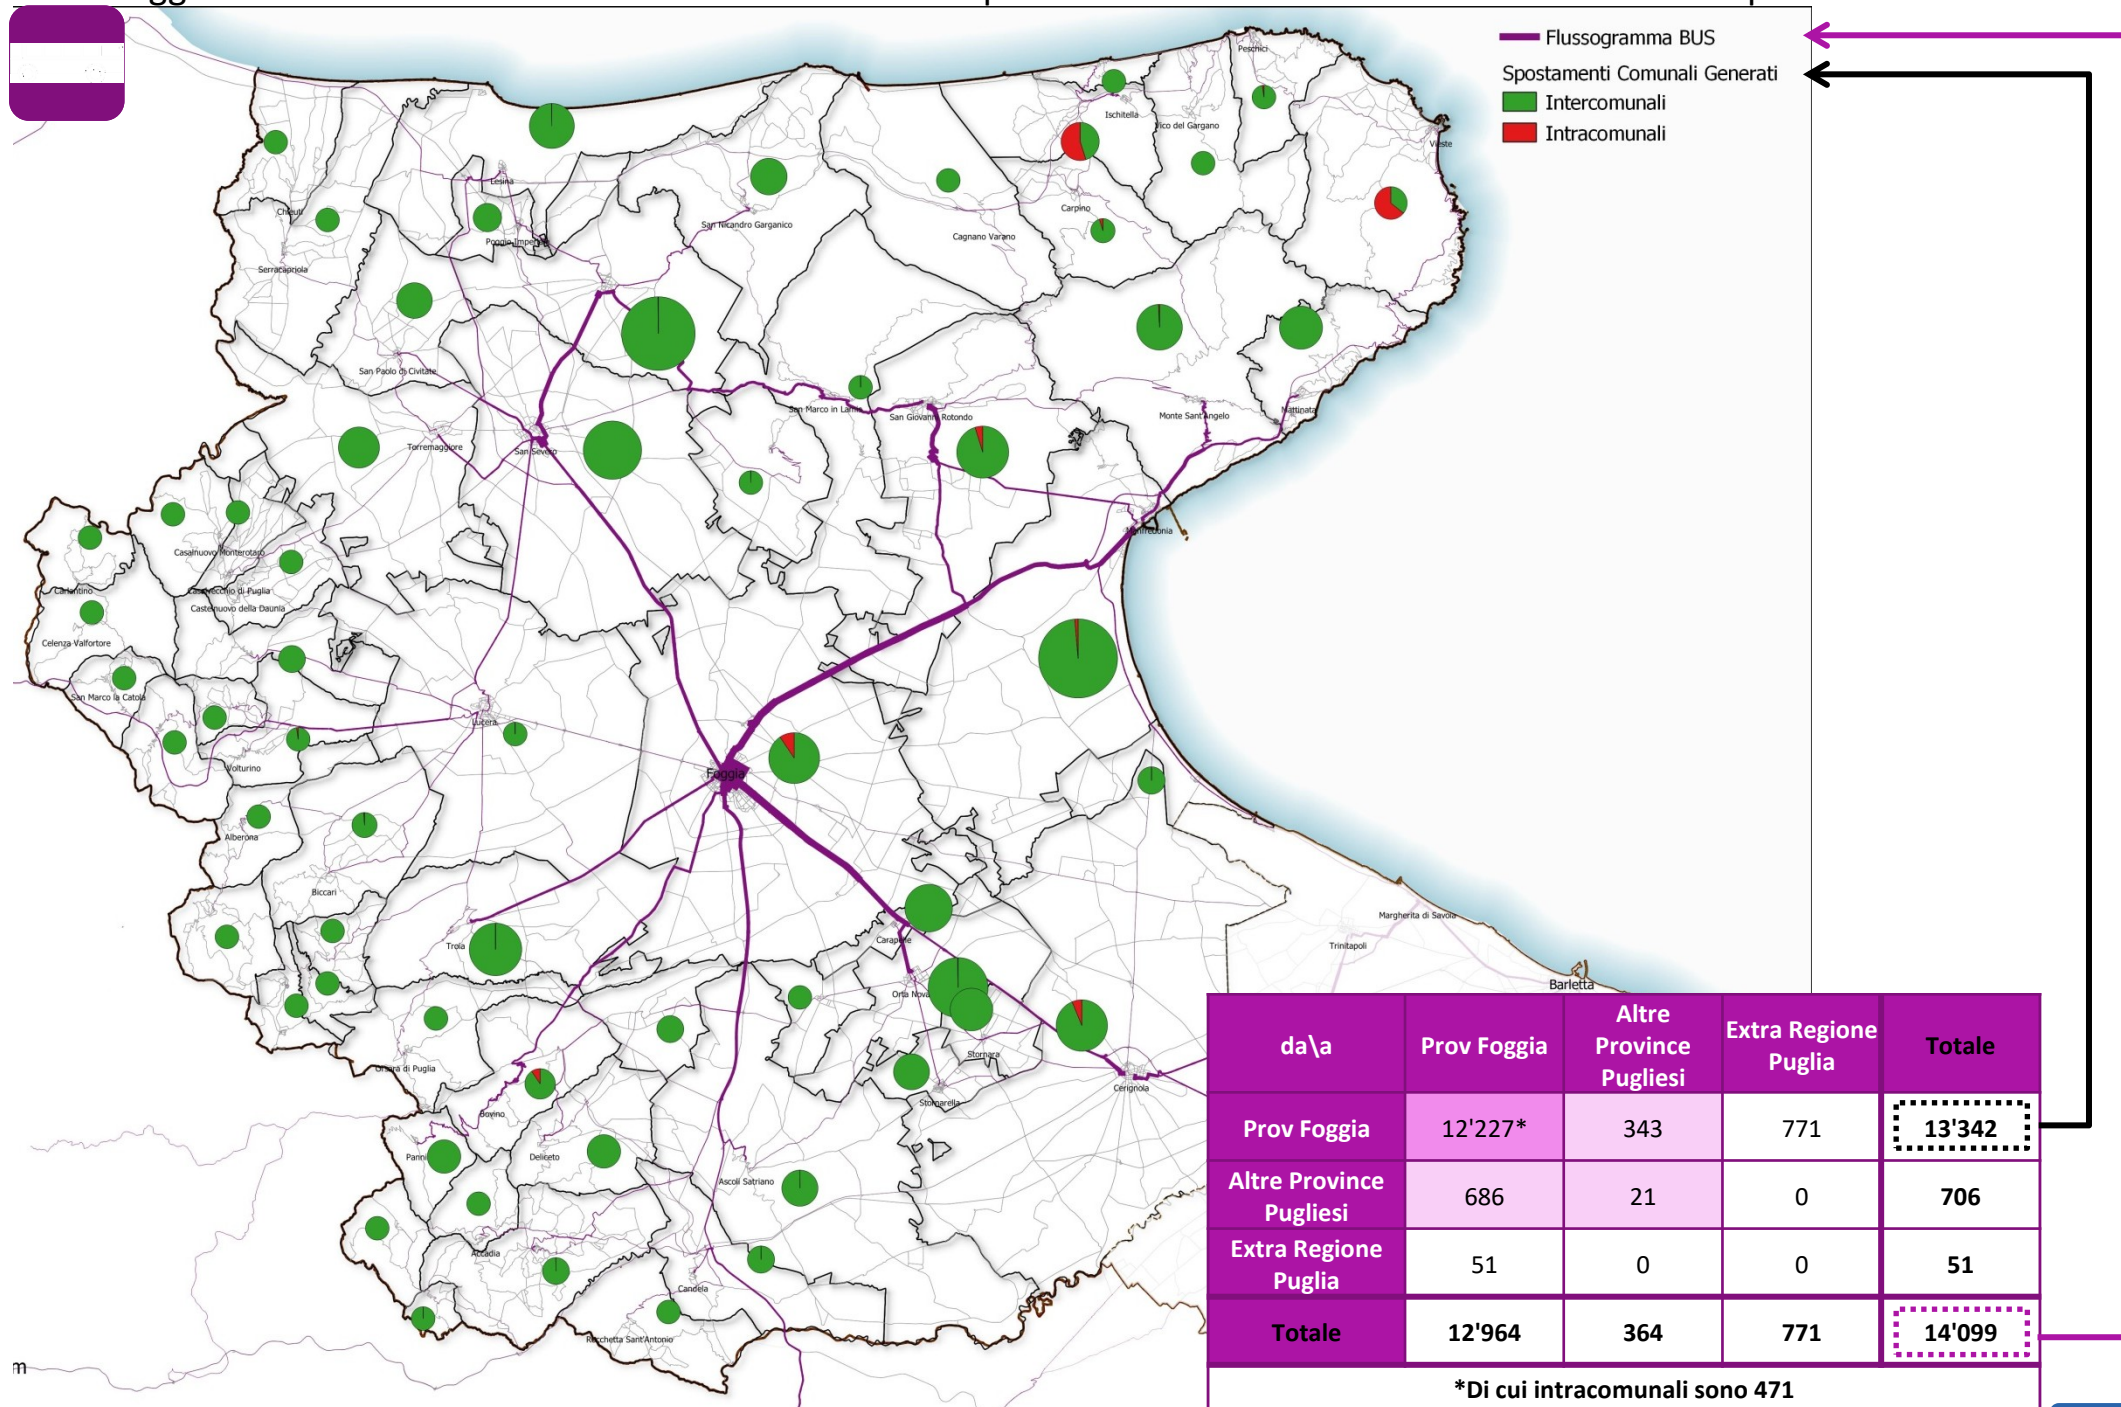 Flussogramma BUS
Spostamenti Comunali Generati
Intercomunali
Intracomunali
Peschici
Ischitella
Vico del Gargano
Vieste
Lesina
Chieuti
Carpino
San Nicandro Garganico
Cagnano Varano
Poggio Imperiale
Serracapriola
San Paolo di Civitate
San Marco in Lamis
San Giovanni Rotondo
Monte Sant'Angelo
Mattinata
Torremaggiore
San Severo
Manfredonia
Casalnuovo Monterotaro
Carlantino
Casalvecchio di Puglia
Castelnuovo della Daunia
Celenza Valfortore
San Marco la Catola
Lucera
Volturino
Foggia
Alberona
Biccari
Margherita di Savoia
Carapelle
Troia
Trinitapoli
Barletta
Orta Nova
Stornara
Orsara di Puglia
Cerignola
Stornarella
Bovino
Panni
Deliceto
Ascoli Satriano
Accadia
Candela
Rocchetta Sant'Antonio
m
da\a Prov Foggia Altre Province Pugliesi Extra Regione Puglia Totale
Prov Foggia 12'227* 343 771 13'342
Altre Province Pugliesi 686 21 0 706
Extra Regione Puglia 51 0 0 51
Totale 12'964 364 771 14'099
*Di cui intracomunali sono 471